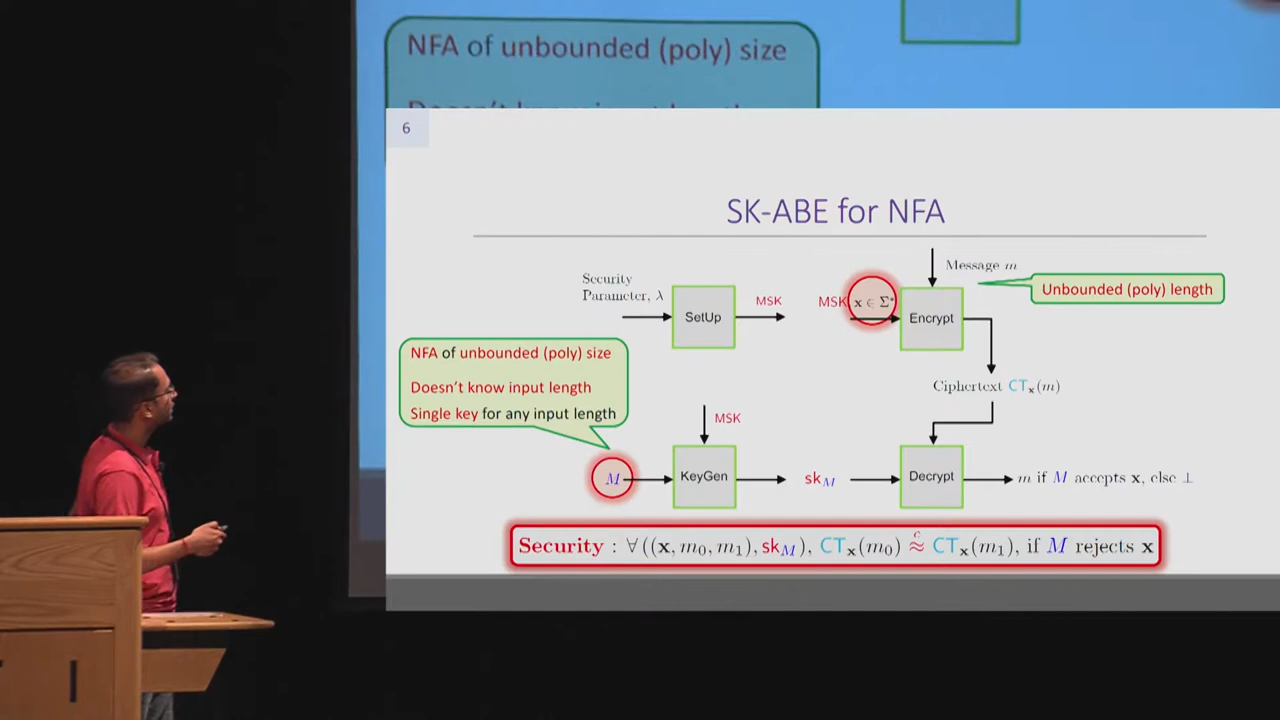 NFA of unbounded (poly) size
6
SK-ABE for NFA
Message m
Security
Parameter, λ
MSK
SetUp
MSK x ∈ Σ*
Encrypt
Unbounded (poly) length
NFA of unbounded (poly) size
Doesn't know input length
Single key for any input length
Ciphertext CTₓ(m)
MSK
M
KeyGen
sk_M
Decrypt
m if M accepts x, else ⊥
Security : ∀ ((x, m₀, m₁), sk_M), CTₓ(m₀) ≈ᶜ CTₓ(m₁), if M rejects x